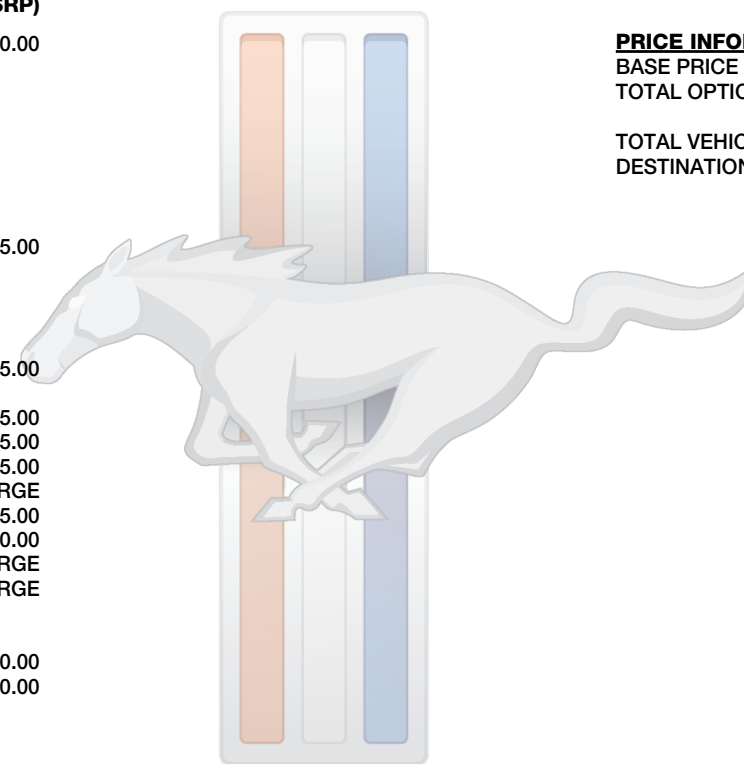 SRP)
0.00
5.00
5.00
5.00
5.00
5.00
RGE
5.00
0.00
RGE
RGE
0.00
0.00
PRICE INFO
BASE PRICE
TOTAL OPTIO
TOTAL VEHIC
DESTINATION